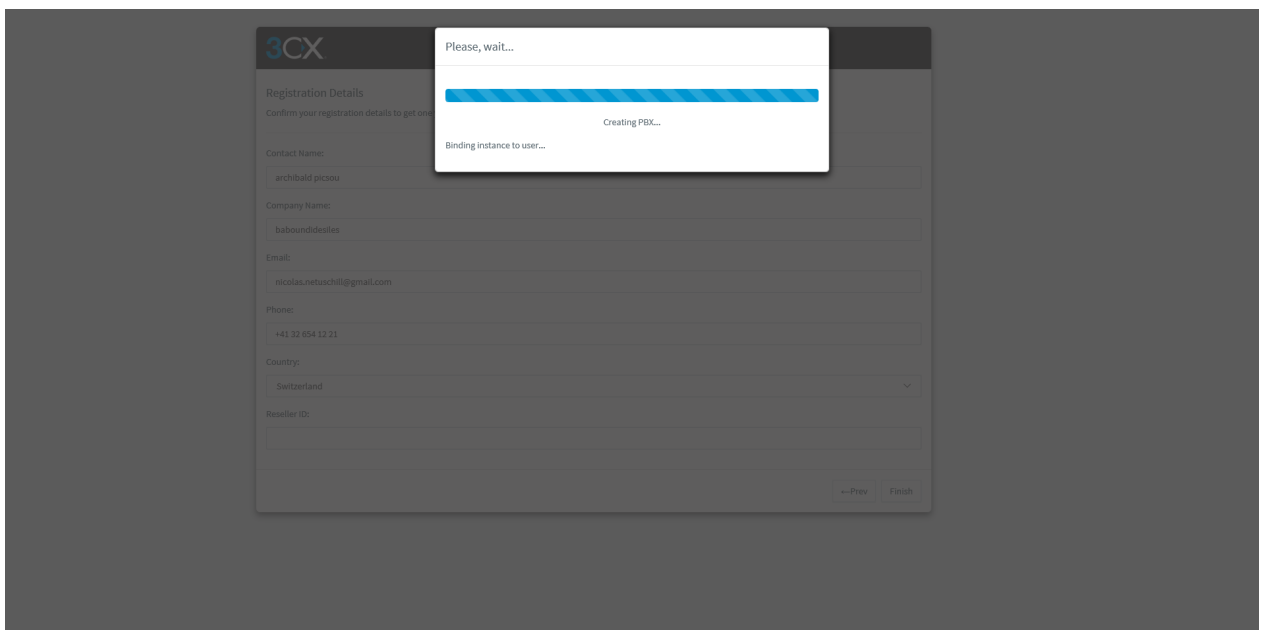 3CX
Please, wait...
Creating PBX...
Binding instance to user...
Registration Details
Confirm your registration details to get one
Contact Name:
archibald picsou
Company Name:
baboundidesiles
Email:
nicolas.netuschill@gmail.com
Phone:
+41 32 654 12 21
Country:
Switzerland
Reseller ID:
←Prev Finish